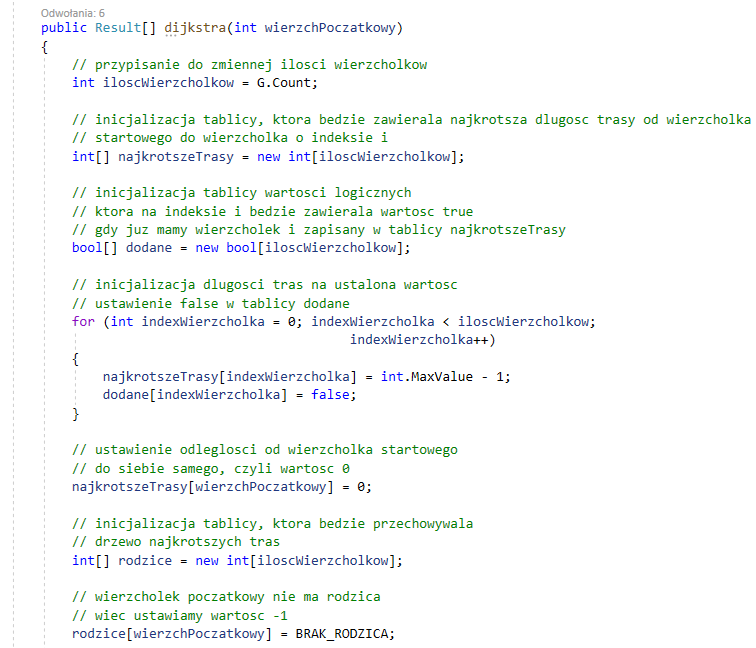 Odwołania: 6
public Result[] dijkstra(int wierzchPoczatkowy)
{
// przypisanie do zmiennej ilosci wierzcholkow
int iloscWierzcholkow = G.Count;
// inicjalizacja tablicy, ktora bedzie zawierala najkrotsza dlugosc trasy od wierzcholka
// startowego do wierzcholka o indeksie i
int[] najkrotszeTrasy = new int[iloscWierzcholkow];
// inicjalizacja tablicy wartosci logicznych
// ktora na indeksie i bedzie zawierala wartosc true
// gdy juz mamy wierzcholek i zapisany w tablicy najkrotszeTrasy
bool[] dodane = new bool[iloscWierzcholkow];
// inicjalizacja dlugosci tras na ustalona wartosc
// ustawienie false w tablicy dodane
for (int indexWierzcholka = 0; indexWierzcholka < iloscWierzcholkow;
indexWierzcholka++)
{
najkrotszeTrasy[indexWierzcholka] = int.MaxValue - 1;
dodane[indexWierzcholka] = false;
}
// ustawienie odleglosci od wierzcholka startowego
// do siebie samego, czyli wartosc 0
najkrotszeTrasy[wierzchPoczatkowy] = 0;
// inicjalizacja tablicy, ktora bedzie przechowywala
// drzewo najkrotszych tras
int[] rodzice = new int[iloscWierzcholkow];
// wierzcholek poczatkowy nie ma rodzica
// wiec ustawiamy wartosc -1
rodzice[wierzchPoczatkowy] = BRAK_RODZICA;